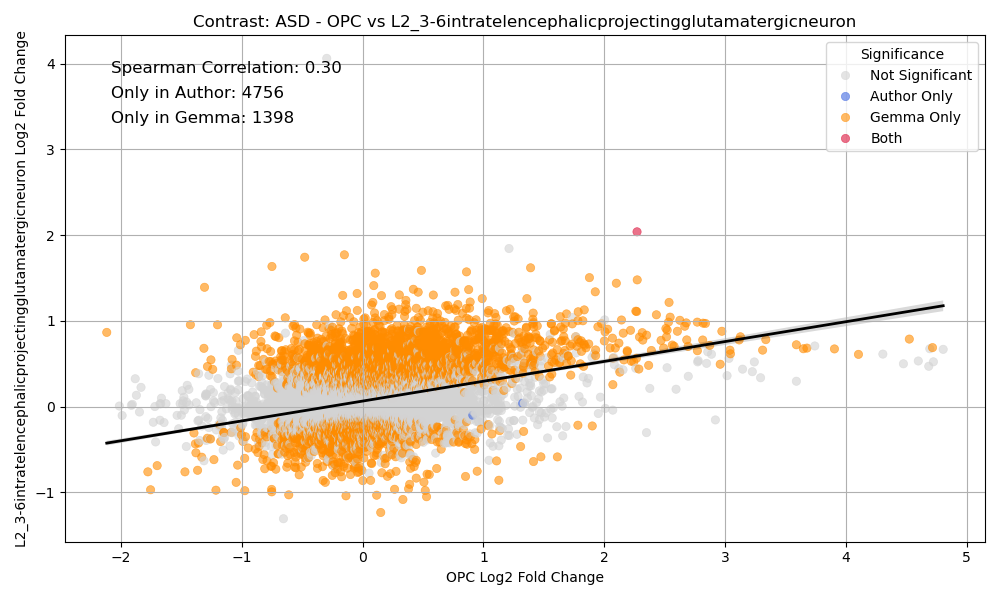 Contrast: ASD - OPC vs L2_3-6intratelencephalicprojectingglutamatergicneuron
L2_3-6intratelencephalicprojectingglutamatergicneuron Log2 Fold Change
Spearman Correlation: 0.30
Only in Author: 4756
Only in Gemma: 1398
Significance
Not Significant
Author Only
Gemma Only
Both
4
3
2
1
0
−1
−2
−1
0
1
2
3
4
5
OPC Log2 Fold Change